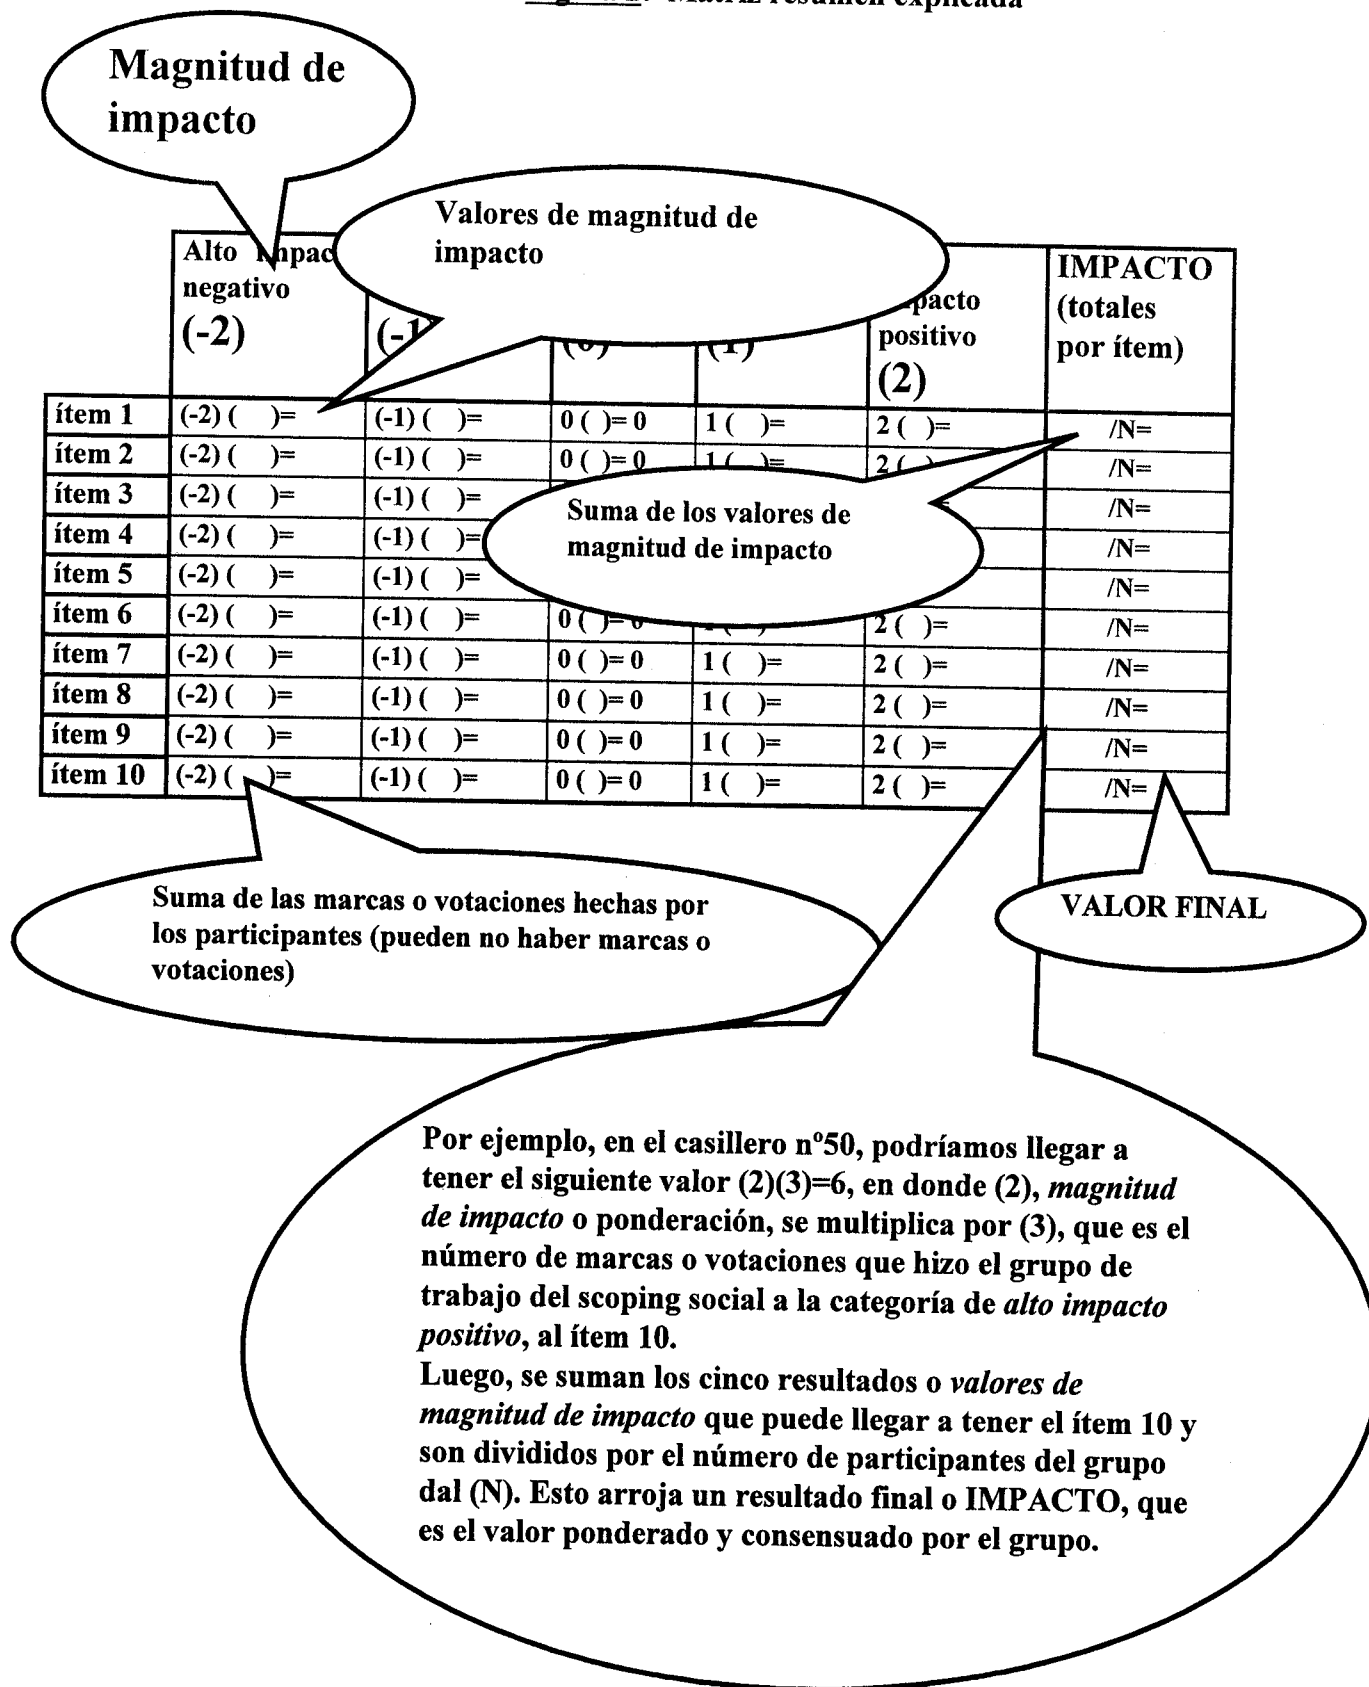 Matriz resumen explicada
Magnitud de
impacto
Valores de magnitud de
impacto
Alto
negativo
(-2)
positivo
(2)
IMPACTO
(totales
por ítem)
ítem 1 (-2) ( )= (-1) ( )= 0 ( )= 0 1 ( )= 2 ( )= /N=
ítem 2 (-2) ( )= (-1) ( )= 0 ( )= 0 1 ( )= 2 ( /N=
ítem 3 (-2) ( )= (-1) ( )= /N=
ítem 4 (-2) ( )= (-1) ( )= /N=
ítem 5 (-2) ( )= (-1) ( )= /N=
ítem 6 (-2) ( )= (-1) ( )= 0 ( )= 0 2 ( )= /N=
ítem 7 (-2) ( )= (-1) ( )= 0 ( )= 0 1 ( )= 2 ( )= /N=
ítem 8 (-2) ( )= (-1) ( )= 0 ( )= 0 1 ( )= 2 ( )= /N=
ítem 9 (-2) ( )= (-1) ( )= 0 ( )= 0 1 ( )= 2 ( )= /N=
ítem 10 (-2) ( )= (-1) ( )= 0 ( )= 0 1 ( )= 2 ( )= /N=
Suma de los valores de
magnitud de impacto
Suma de las marcas o votaciones hechas por
los participantes (pueden no haber marcas o
votaciones)
VALOR FINAL
Por ejemplo, en el casillero nº50, podríamos llegar a
tener el siguiente valor (2)(3)=6, en donde (2), magnitud
de impacto o ponderación, se multiplica por (3), que es el
número de marcas o votaciones que hizo el grupo de
trabajo del scoping social a la categoría de alto impacto
positivo, al ítem 10.
Luego, se suman los cinco resultados o valores de
magnitud de impacto que puede llegar a tener el ítem 10 y
son divididos por el número de participantes del grupo
dal (N). Esto arroja un resultado final o IMPACTO, que
es el valor ponderado y consensuado por el grupo.